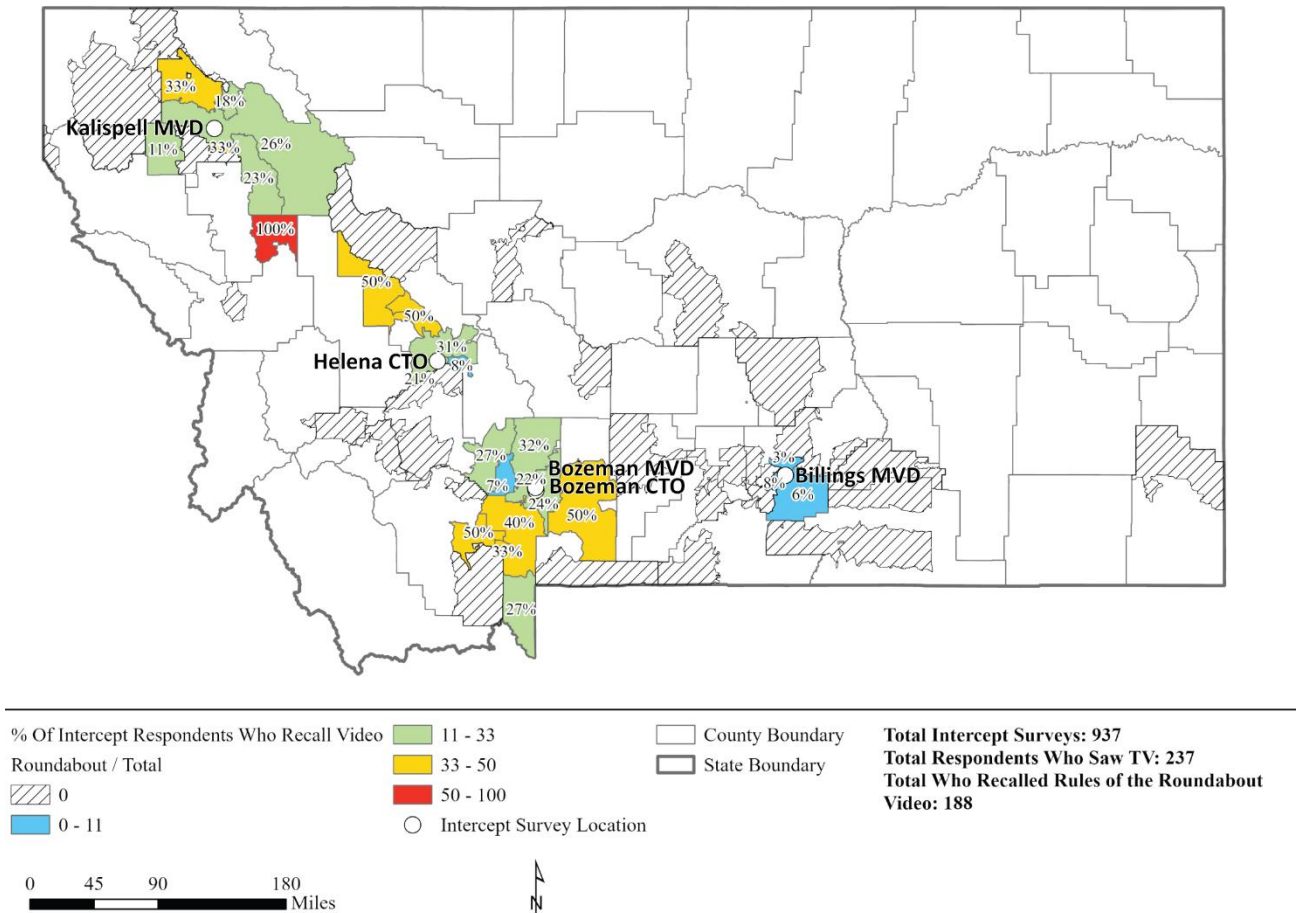 33%
18%
Kalispell MVD
33%
26%
11%
23%
100%
50%
50%
31%
Helena CTO
8%
21%
27%
32%
Bozeman MVD
22%
Bozeman CTO
7%
24%
3%
Billings MVD
8%
6%
40%
50%
50%
33%
27%
% Of Intercept Respondents Who Recall Video
Roundabout / Total
0
0 - 11
11 - 33
33 - 50
50 - 100
Intercept Survey Location
County Boundary
State Boundary
Total Intercept Surveys: 937
Total Respondents Who Saw TV: 237
Total Who Recalled Rules of the Roundabout
Video: 188
0 45 90 180
Miles
N